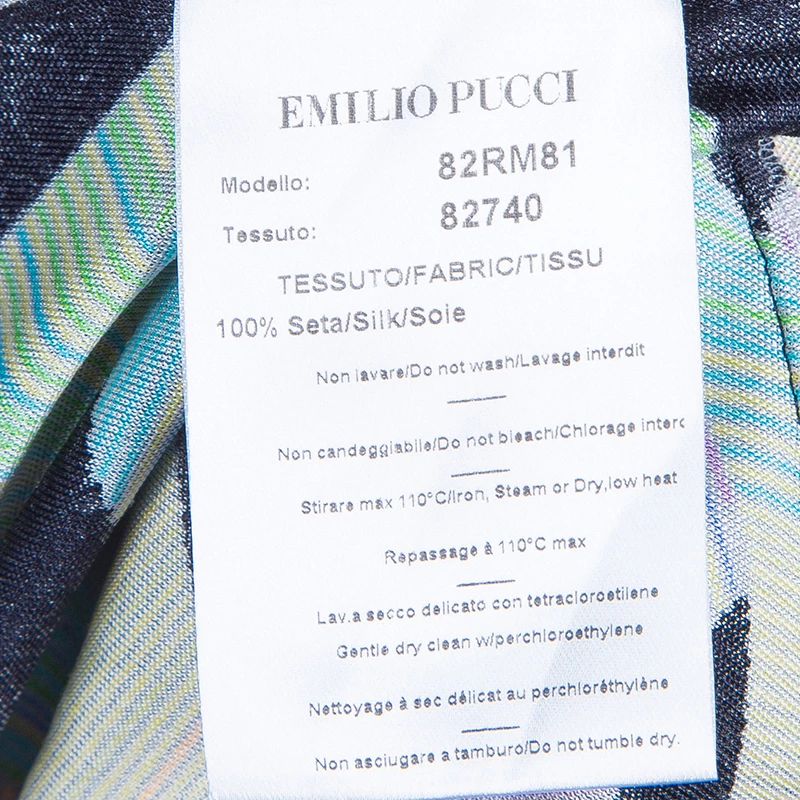 EMILIO PUCCI
Modello: 82RM81
Tessuto: 82740
TESSUTO/FABRIC/TISSU
100% Seta/Silk/Soie
Non lavare/Do not wash/Lavage interdit
Non candeggiabile/Do not bleach/Chlorage interc
Stirare max 110°C/Iron, Steam or Dry,low heat
Repassage à 110°C max
Lav.a secco delicato con tetracloroetilene
Gentle dry clean w/perchloroethylene
Nettoyage à sec délicat au perchloréthylène
Non asciugare a tamburo/Do not tumble dry.